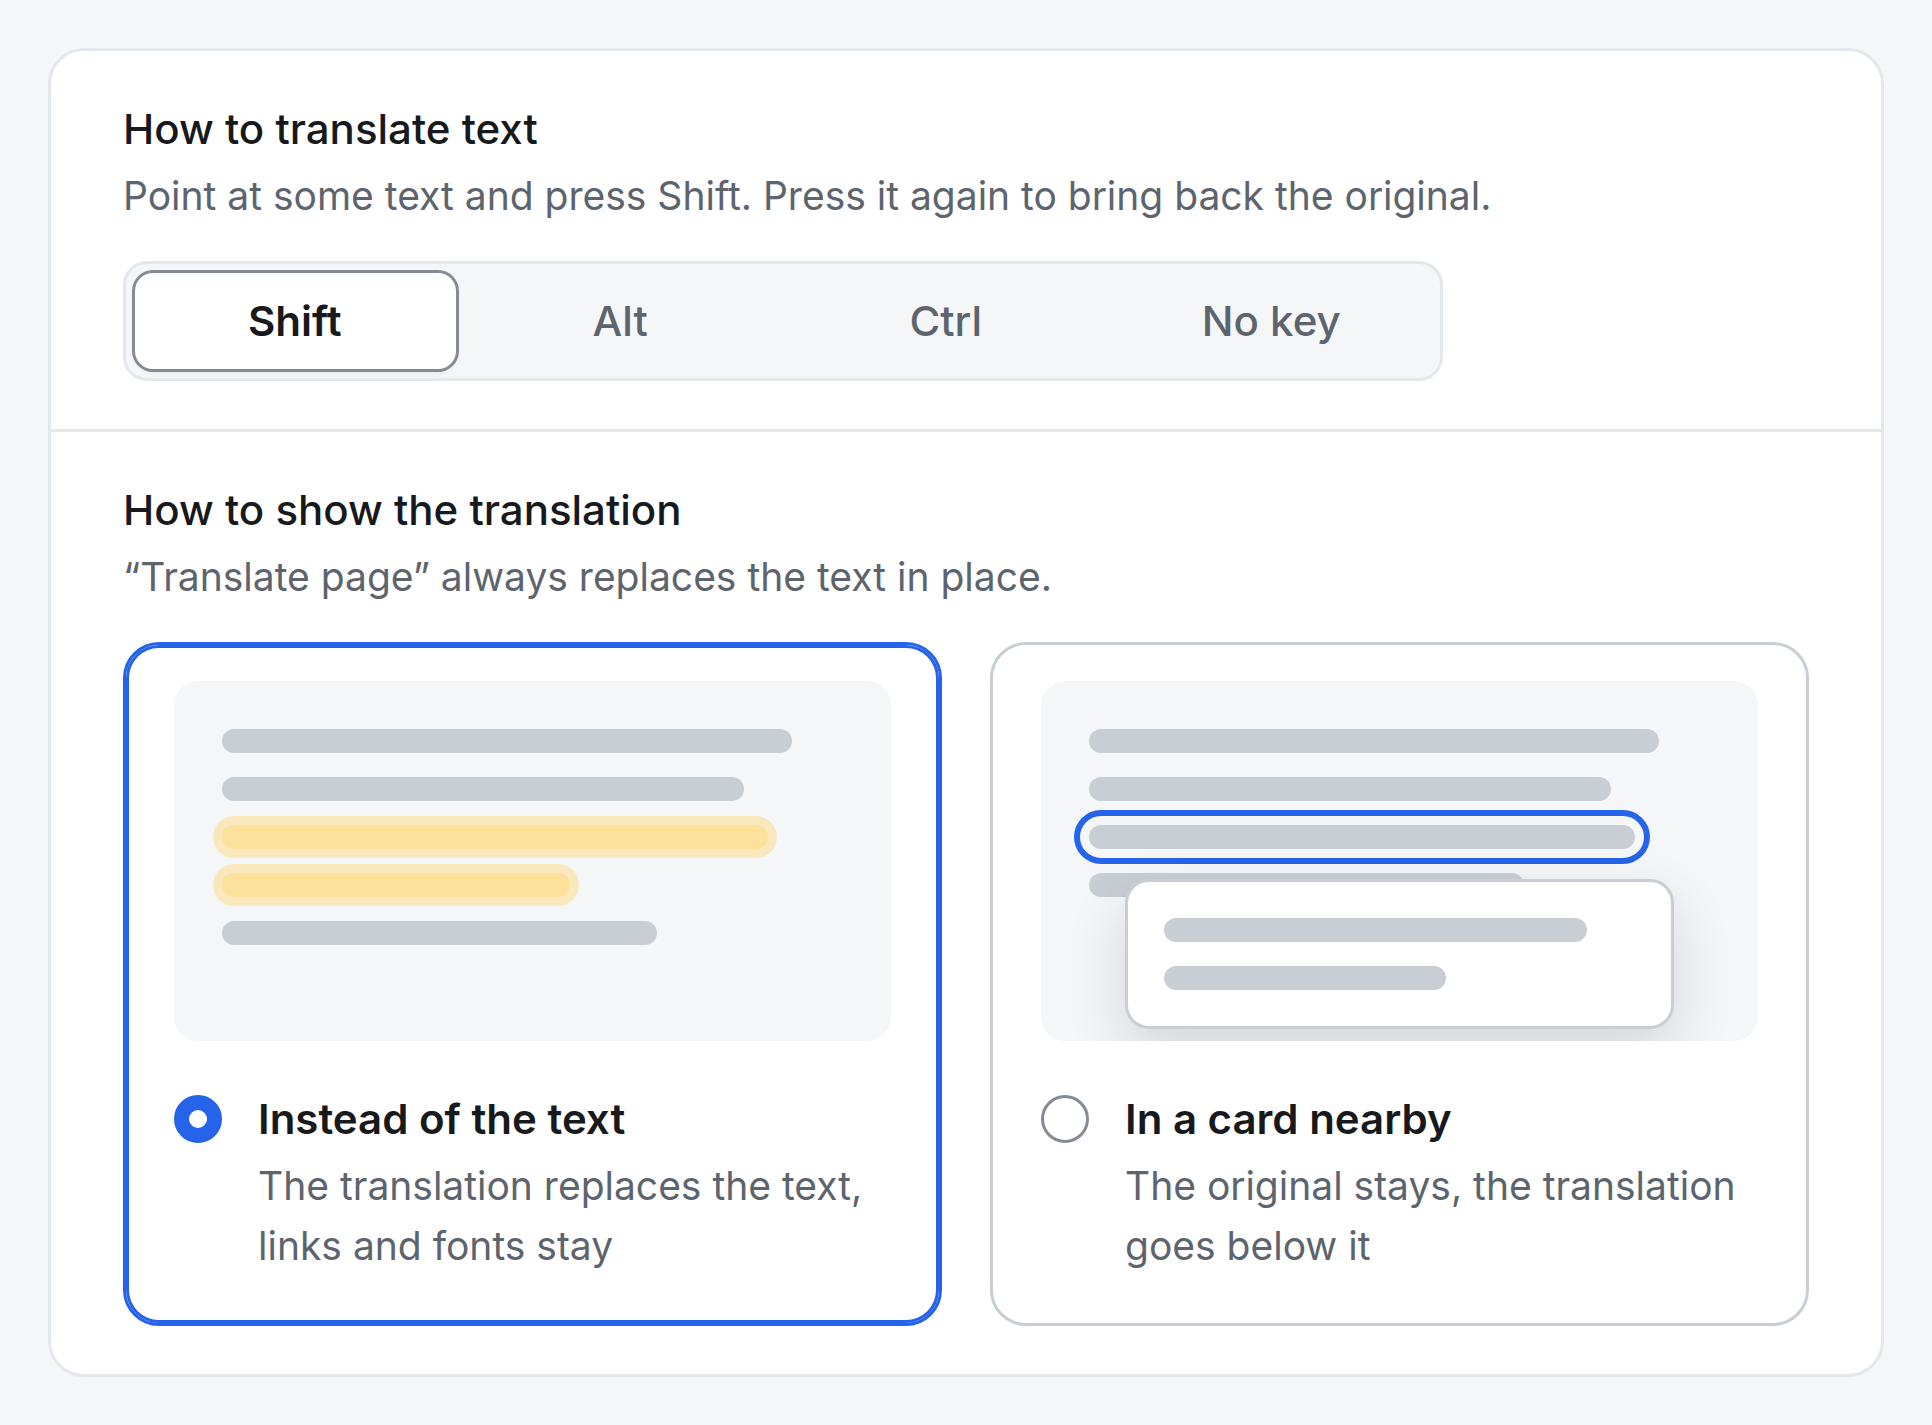 How to translate text
Point at some text and press Shift. Press it again to bring back the original.
Shift
Alt
Ctrl
No key
How to show the translation
“Translate page” always replaces the text in place.
Instead of the text
The translation replaces the text,
links and fonts stay
In a card nearby
The original stays, the translation
goes below it